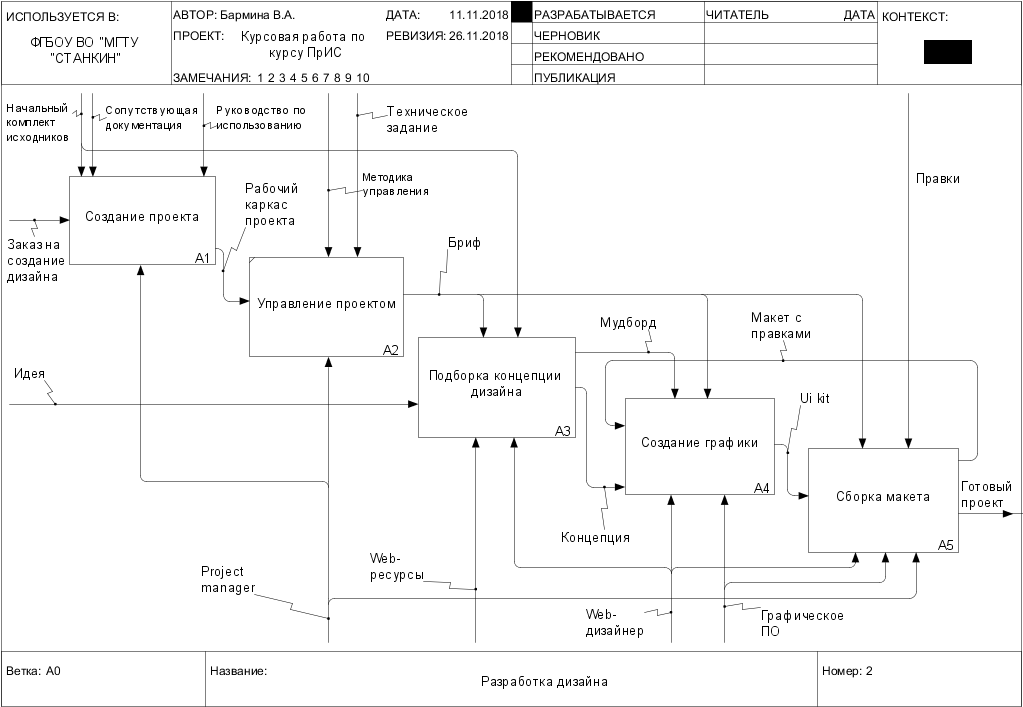 ИСПОЛЬЗУЕТСЯ В:
ФГБОУ ВО "МГТУ
"СТАНКИН"
АВТОР: Бармина В.А.
ДАТА: 11.11.2018
ПРОЕКТ: Курсовая работа по
курсу ПрИС
РЕВИЗИЯ: 26.11.2018
ЗАМЕЧАНИЯ: 1 2 3 4 5 6 7 8 9 10
РАЗРАБАТЫВАЕТСЯ
ЧЕРНОВИК
РЕКОМЕНДОВАНО
ПУБЛИКАЦИЯ
ЧИТАТЕЛЬ
ДАТА
КОНТЕКСТ:
Начальный
комплект
исходников
Сопутствующая
документация
Руководство по
использованию
Техническое
задание
Методика
управления
Правки
Создание проекта
A1
Заказ на
создание
дизайна
Рабочий
каркас
проекта
Бриф
Управление проектом
A2
Мудборд
Макет с
правками
Идея
Подборка концепции
дизайна
A3
Ui kit
Создание графики
A4
Сборка макета
A5
Готовый
проект
Концепция
Web-
ресурсы
Project
manager
Web-
дизайнер
Графическое
ПО
Ветка: A0
Название:
Разработка дизайна
Номер: 2